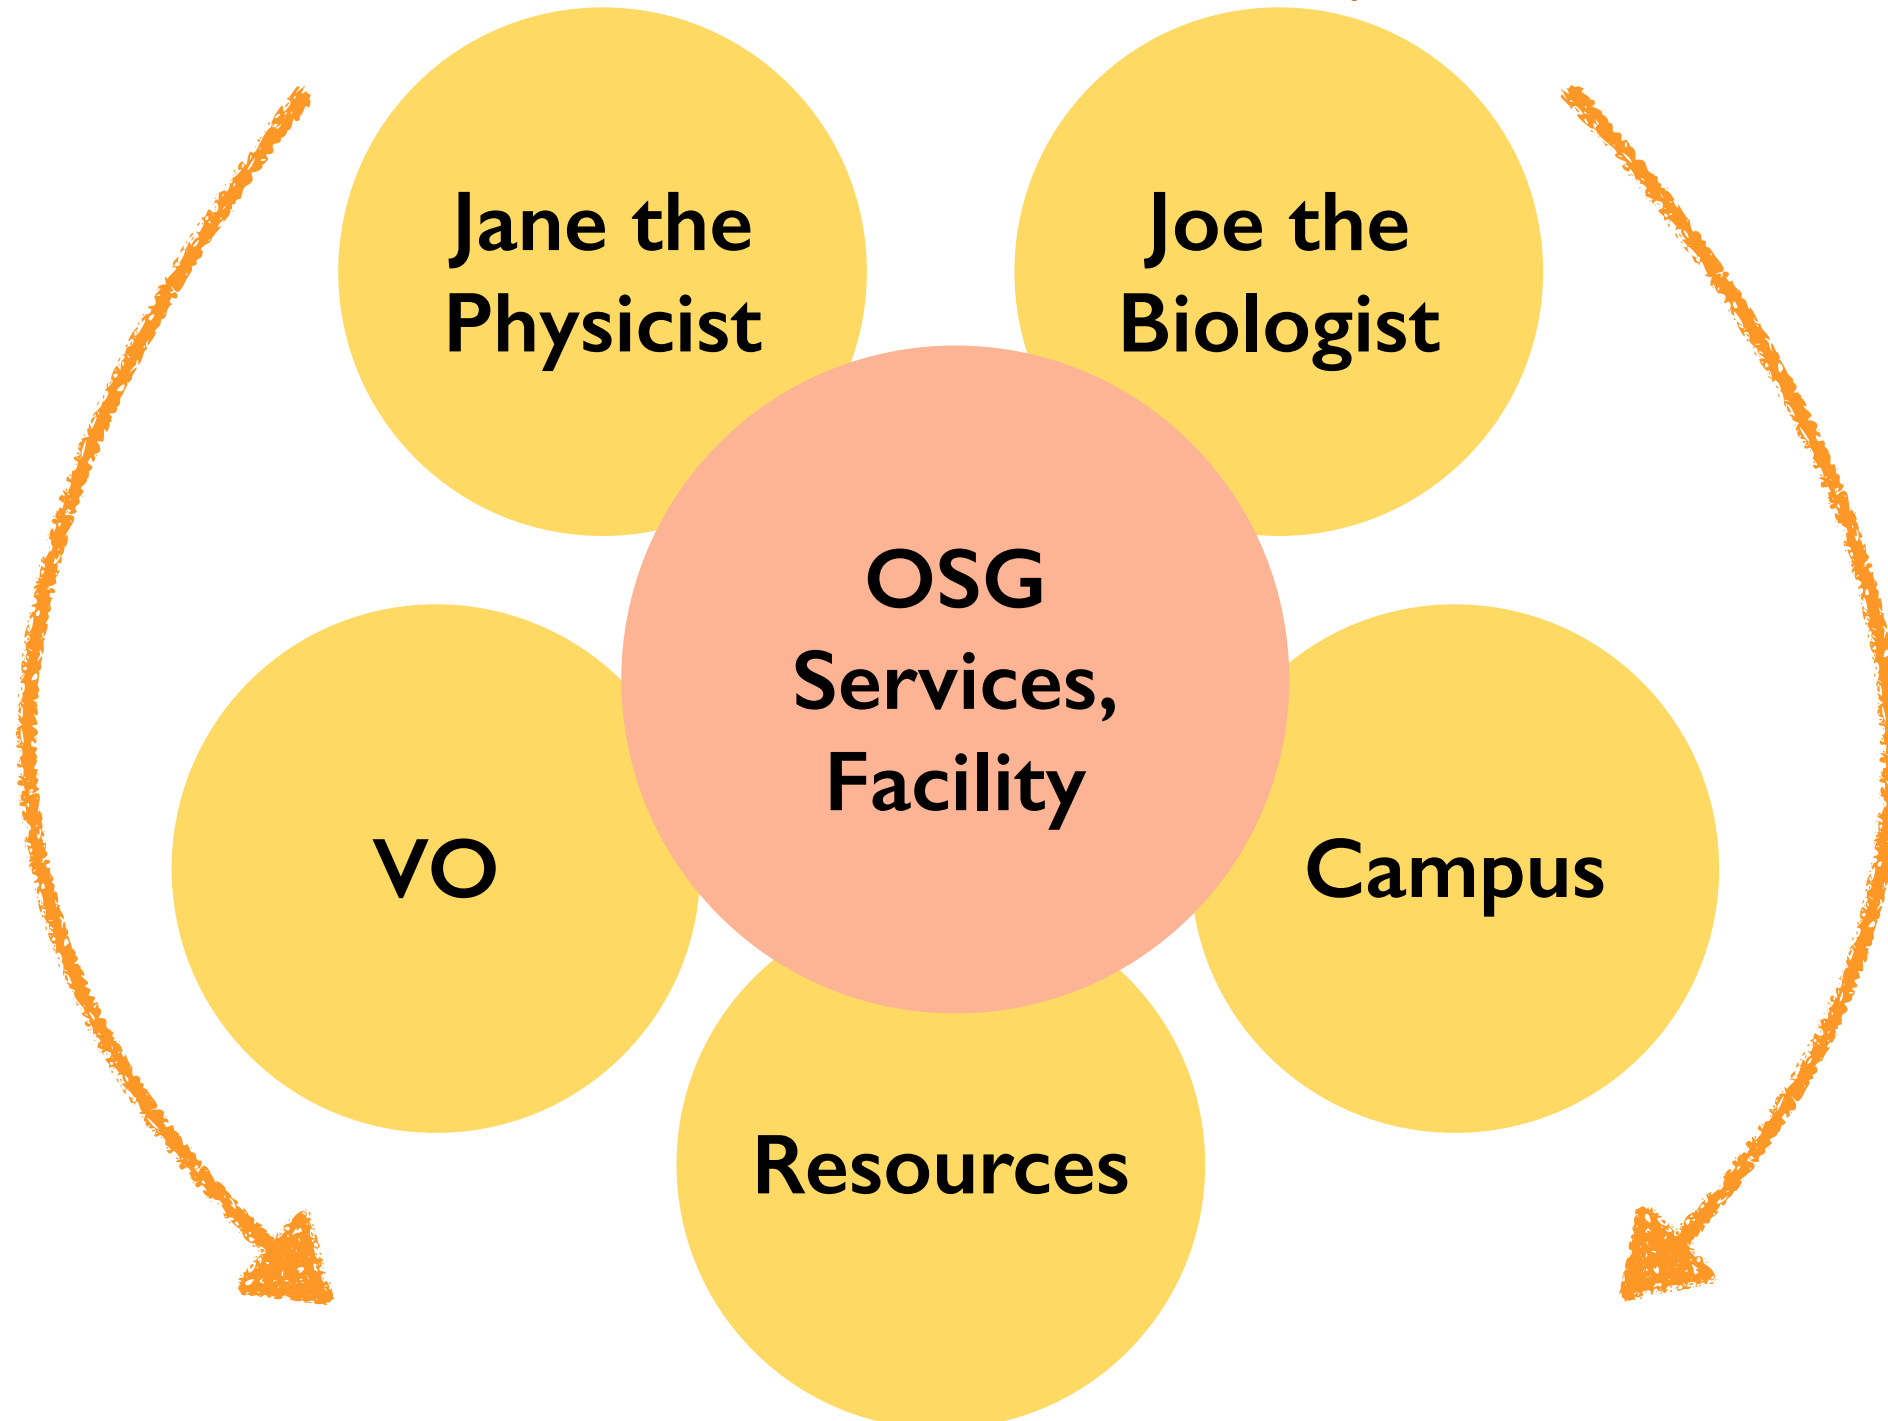 Jane the
Physicist
Joe the
Biologist
OSG
Services,
Facility
VO
Campus
Resources